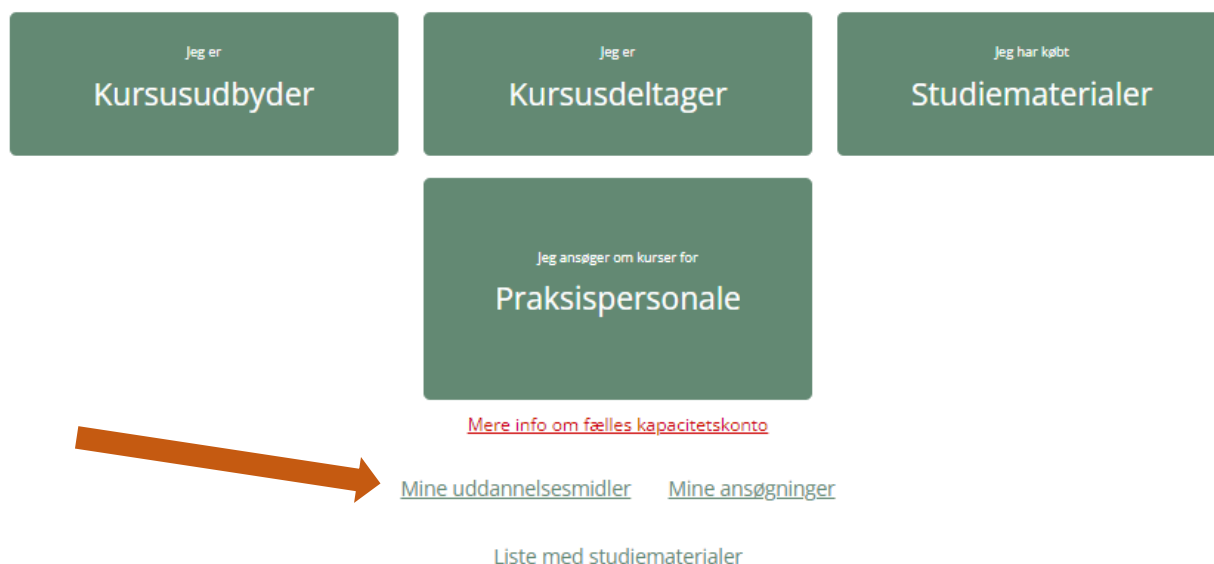 Jeg er
Kursusudbyder
Jeg er
Kursusdeltager
Jeg har købt
Studiematerialer
Jeg ansøger om kurser for
Praksispersonale
Mere info om fælles kapacitetskonto
Mine uddannelsesmidler
Mine ansøgninger
Liste med studiematerialer